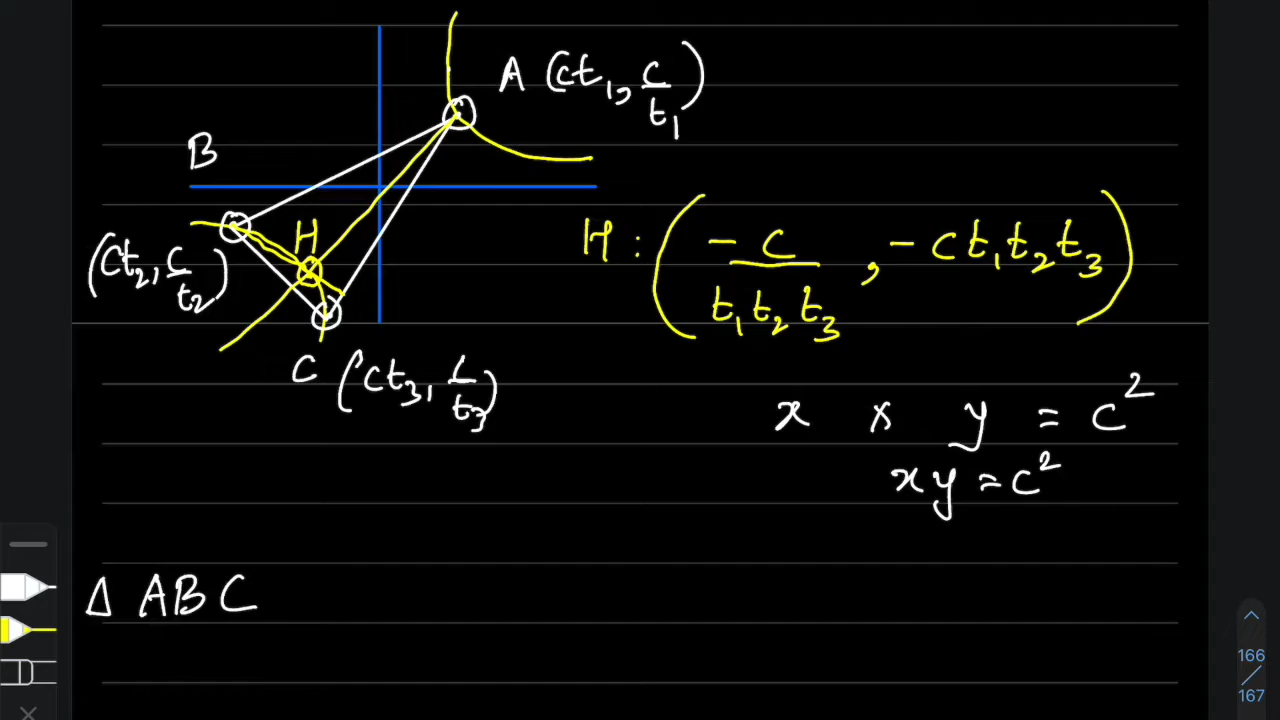 A (ct₁, c/t₁)
B
(ct₂, c/t₂)
H
H : (-c/t₁t₂t₃, -ct₁t₂t₃)
C (ct₃, c/t₃)
x × y = c²
xy = c²
Δ ABC
166
/
167